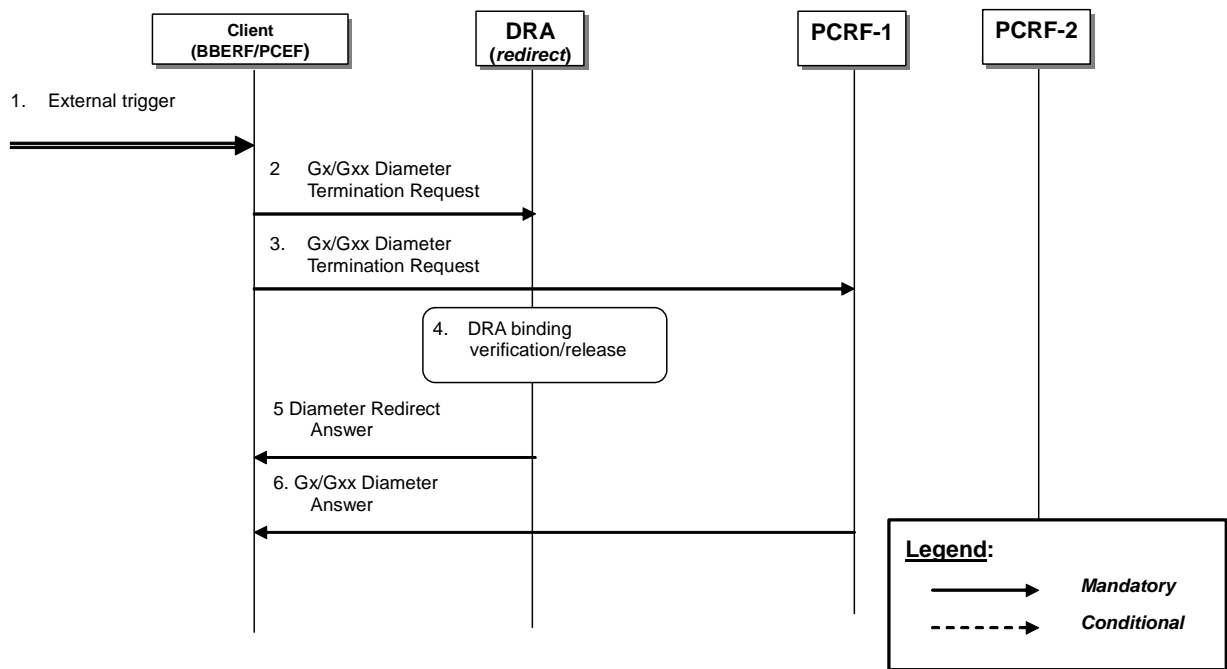 Client
(BBERF/PCEF)
DRA
(redirect)
PCRF-1
PCRF-2
1. External trigger
2 Gx/Gxx Diameter
Termination Request
3. Gx/Gxx Diameter
Termination Request
4. DRA binding
verification/release
5 Diameter Redirect
Answer
6. Gx/Gxx Diameter
Answer
Legend:
Mandatory
Conditional